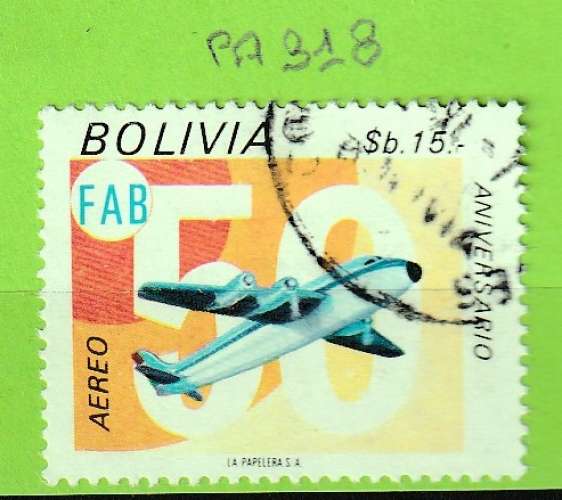 PA 318
BOLIVIA $b. 15.-
FAB
50
ANIVERSARIO
AEREO
LA PAPELERA S.A.